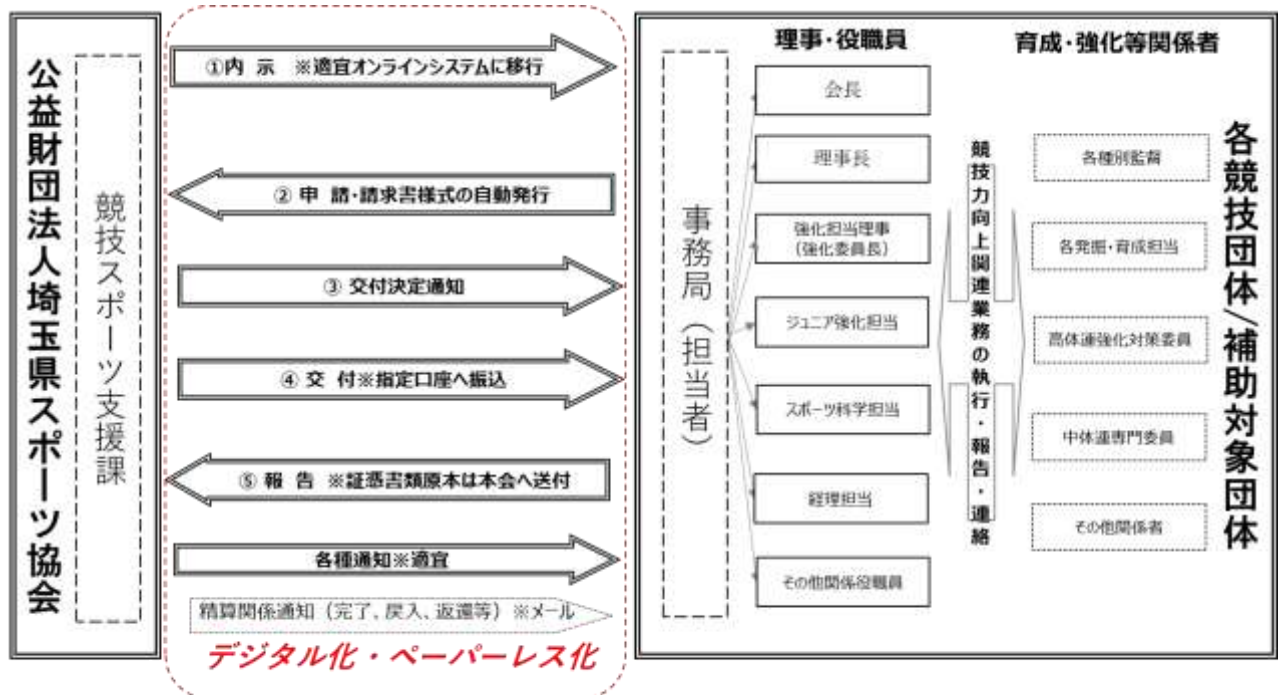 公益財団法人埼玉県スポーツ協会
競技スポーツ支援課
①内 示 ※適宜オンラインシステムに移行
② 申 請・請求書様式の自動発行
③ 交付決定通知
④ 交 付※指定口座へ振込
⑤ 報 告 ※証憑書類原本は本会へ送付
各種通知※適宜
精算関係通知（完了、戻入、返還等）※メール
デジタル化・ペーパーレス化
事務局（担当者）
理事・役職員
会長
理事長
強化担当理事
（強化委員長）
ジュニア強化担当
スポーツ科学担当
経理担当
その他関係役職員
競技力向上関連業務の執行・報告・連絡
育成・強化等関係者
各種別監督
各発掘・育成担当
高体連強化対策委員
中体連専門委員
その他関係者
各競技団体/補助対象団体